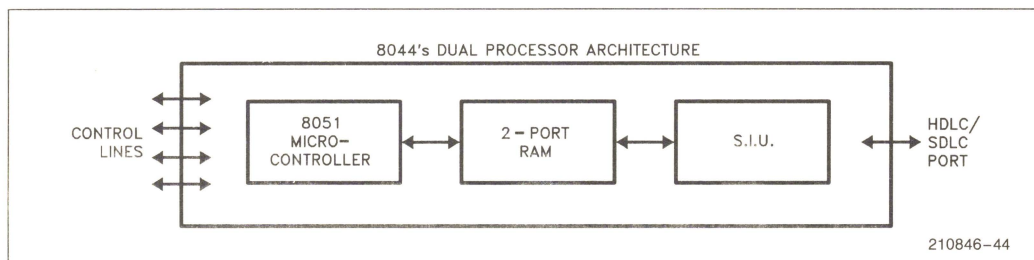 8044's DUAL PROCESSOR ARCHITECTURE
CONTROL
LINES
8051
MICRO-
CONTROLLER
2-PORT
RAM
S.I.U.
HDLC/
SDLC
PORT
210846-44